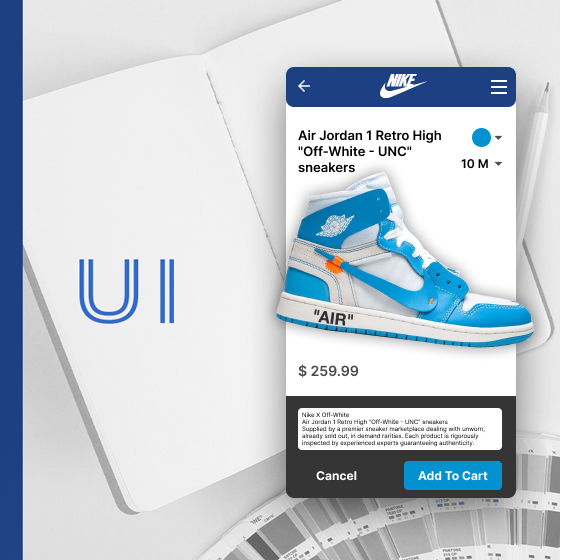 UI
NIKE
Air Jordan 1 Retro High
"Off-White - UNC"
sneakers
10 M
"AIR"
$ 259.99
Nike X Off-White
Air Jordan 1 Retro High "Off-White - UNC" sneakers
Supplied by a premier sneaker marketplace dealing with unworn,
already sold out, in demand rarities. Each product is rigorously
inspected by experienced experts guaranteeing authenticity.
Cancel
Add To Cart
PANTONE
PANTONE